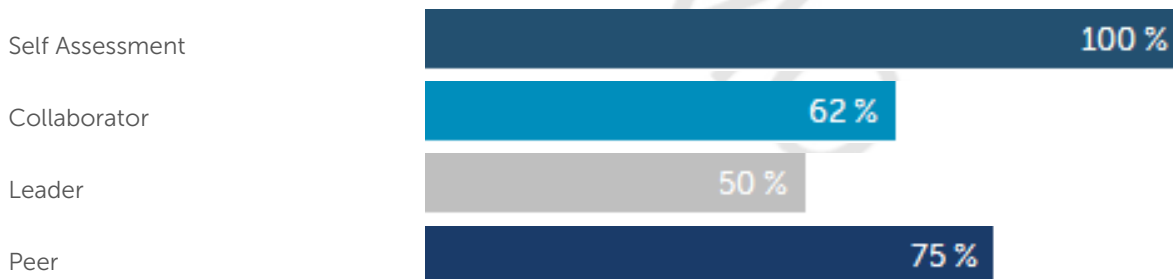 Self Assessment 100 %
Collaborator 62 %
Leader 50 %
Peer 75 %